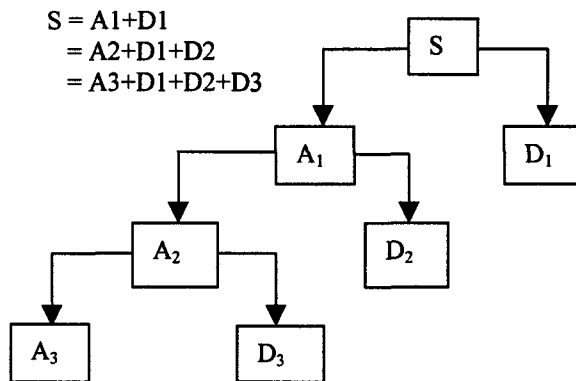 S = A1+D1
= A2+D1+D2
= A3+D1+D2+D3
S
A₁
D₁
A₂
D₂
A₃
D₃